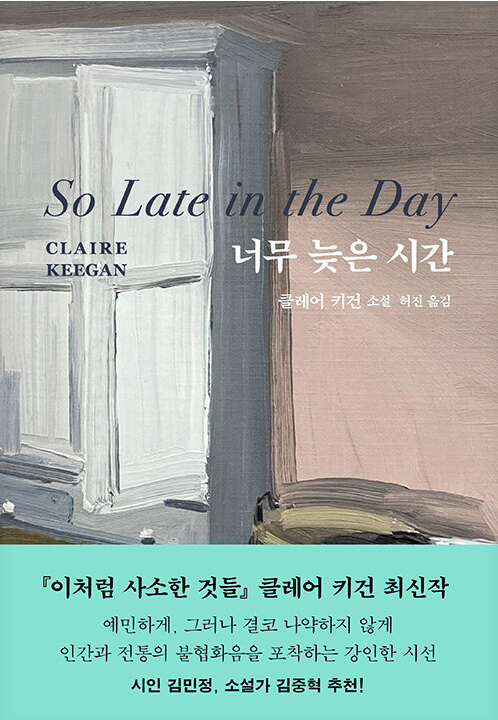 So Late in the Day
CLAIRE
KEEGAN
너무 늦은 시간
클레어 키건 소설 허진 옮김
『이처럼 사소한 것들』 클레어 키건 최신작
예민하게, 그러나 결코 나약하지 않게
인간과 전통의 불협화음을 포착하는 강인한 시선
시인 김민정, 소설가 김중혁 추천!